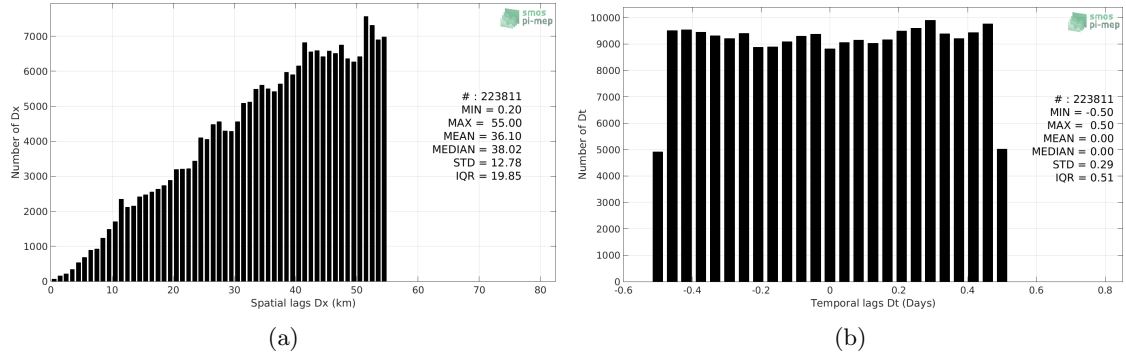 smos
pi-mep
7000
6000
5000
4000
3000
2000
1000
0
Number of Dx
# : 223811
MIN = 0.20
MAX = 55.00
MEAN = 36.10
MEDIAN = 38.02
STD = 12.78
IQR = 19.85
0 10 20 30 40 50 60 70 80
Spatial lags Dx (km)
(a)
smos
pi-mep
10000
9000
8000
7000
6000
5000
4000
3000
2000
1000
0
Number of Dt
# : 223811
MIN = -0.50
MAX = 0.50
MEAN = 0.00
MEDIAN = 0.00
STD = 0.29
IQR = 0.51
-0.6 -0.4 -0.2 0 0.2 0.4 0.6 0.8
Temporal lags Dt (Days)
(b)